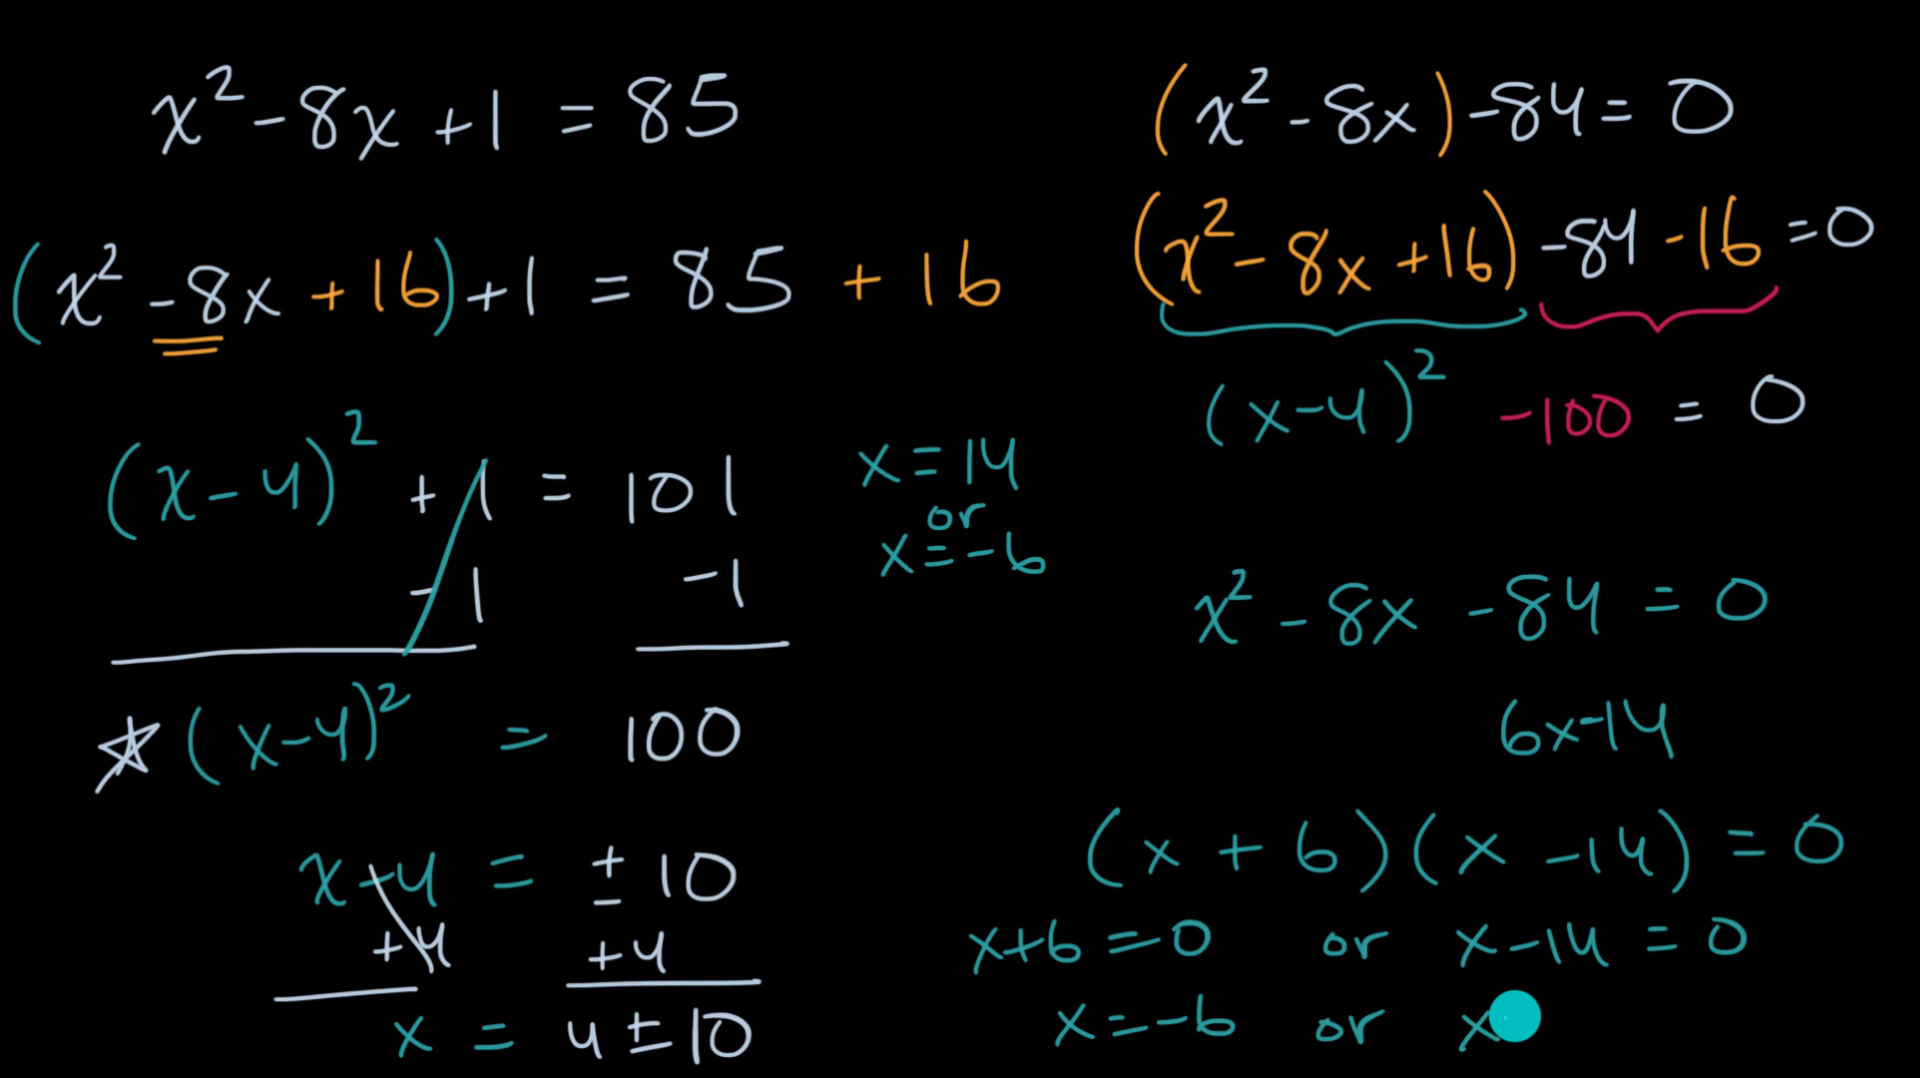 x² - 8x + 1 = 85
(x² - 8x + 16) + 1 = 85 + 16
(x - 4)² + 1 = 101
- 1 - 1
(x - 4)² = 100
x - 4 = ± 10
+4 +4
x = 4 ± 10
x = 14
or
x = -6
(x² - 8x) - 84 = 0
(x² - 8x + 16) - 84 - 16 = 0
(x - 4)² - 100 = 0
x² - 8x - 84 = 0
6x-14
(x + 6)(x - 14) = 0
x + 6 = 0 or x - 14 = 0
x = -6 or x